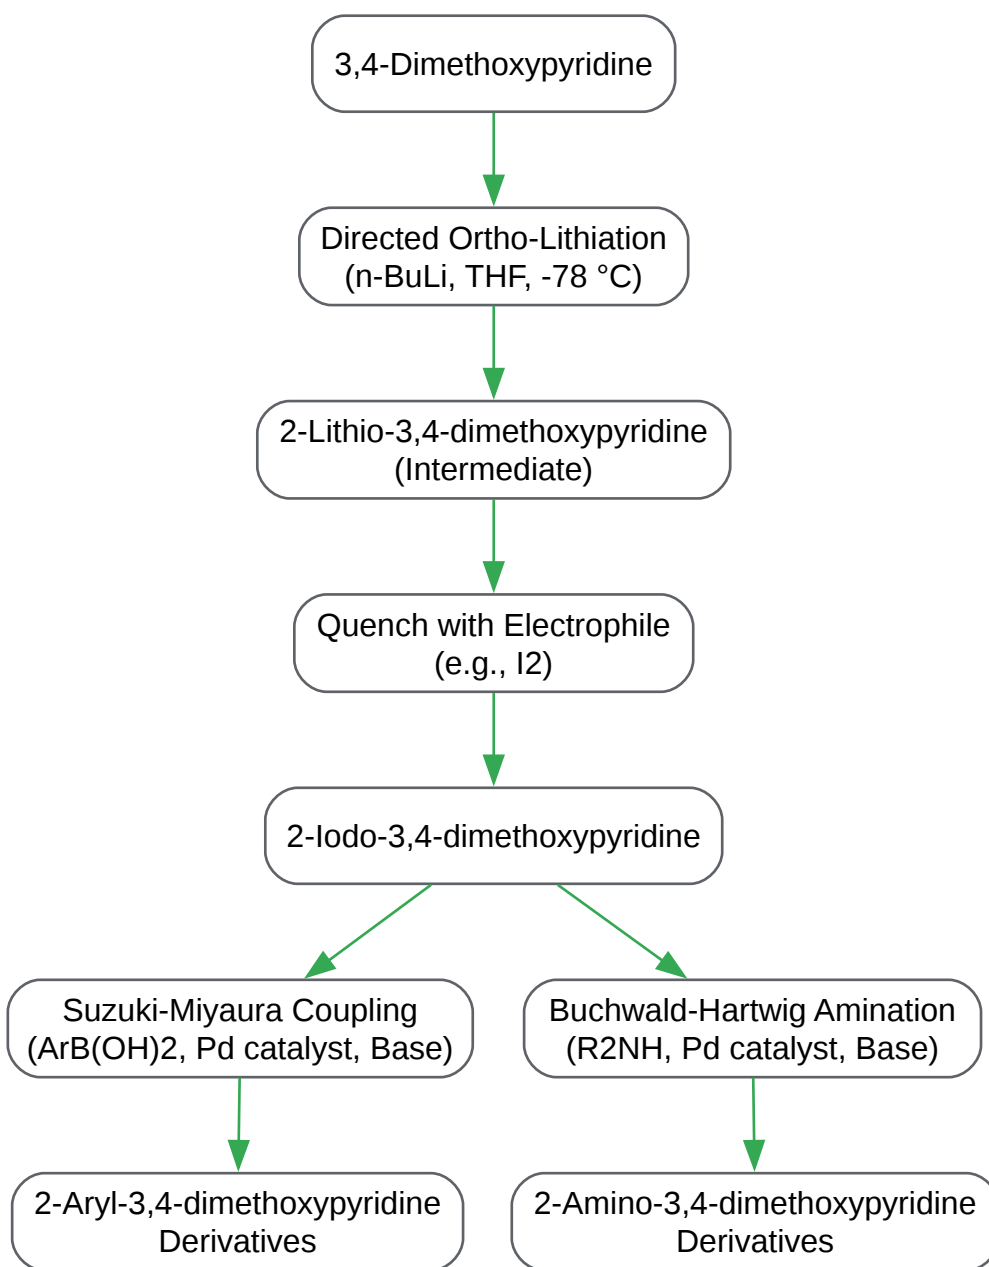 3,4-Dimethoxypyridine
Directed Ortho-Lithiation
(n-BuLi, THF, -78 °C)
2-Lithio-3,4-dimethoxypyridine
(Intermediate)
Quench with Electrophile
(e.g., I2)
2-Iodo-3,4-dimethoxypyridine
Suzuki-Miyaura Coupling
(ArB(OH)2, Pd catalyst, Base)
Buchwald-Hartwig Amination
(R2NH, Pd catalyst, Base)
2-Aryl-3,4-dimethoxypyridine
Derivatives
2-Amino-3,4-dimethoxypyridine
Derivatives